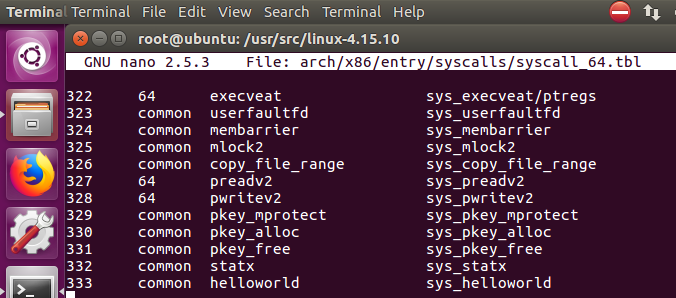 Terminal Terminal File Edit View Search Terminal Help
root@ubuntu: /usr/src/linux-4.15.10
GNU nano 2.5.3 File: arch/x86/entry/syscalls/syscall_64.tbl
322 64 execveat sys_execveat/ptregs
323 common userfaultfd sys_userfaultfd
324 common membarrier sys_membarrier
325 common mlock2 sys_mlock2
326 common copy_file_range sys_copy_file_range
327 64 preadv2 sys_preadv2
328 64 pwritev2 sys_pwritev2
329 common pkey_mprotect sys_pkey_mprotect
330 common pkey_alloc sys_pkey_alloc
331 common pkey_free sys_pkey_free
332 common statx sys_statx
333 common helloworld sys_helloworld